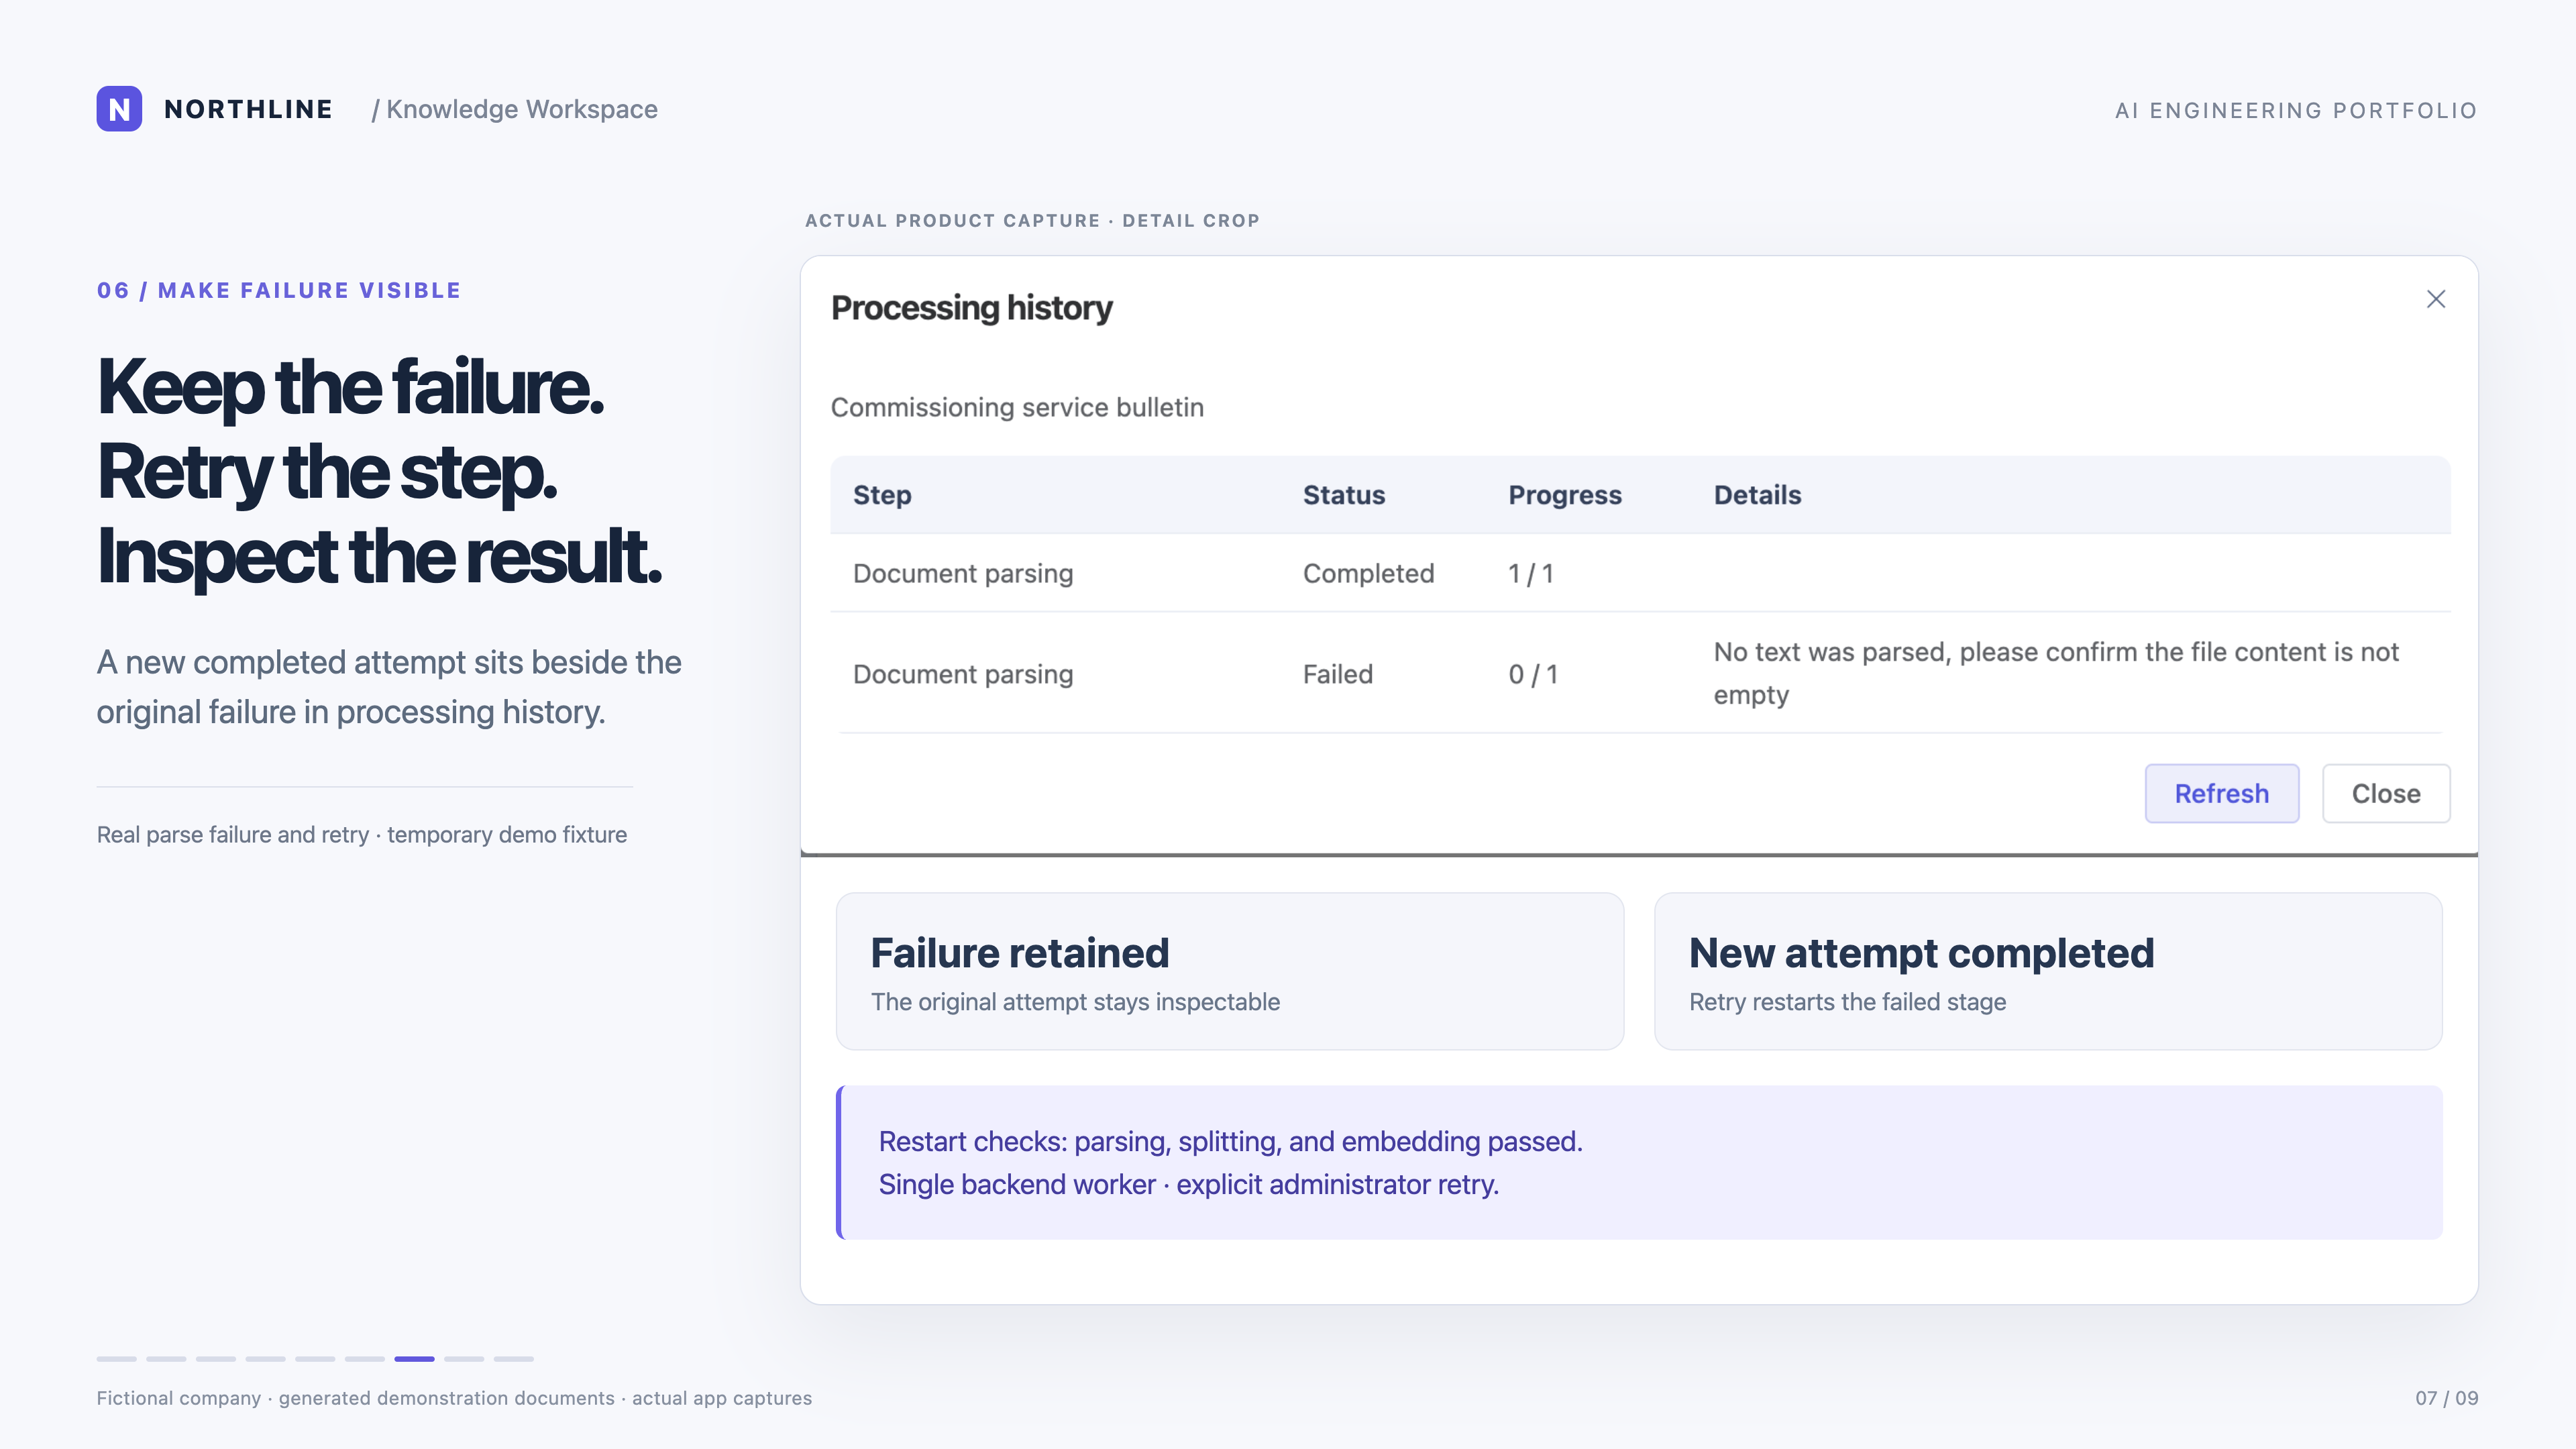 N NORTHLINE / Knowledge Workspace
AI ENGINEERING PORTFOLIO
06 / MAKE FAILURE VISIBLE
Keep the failure.
Retry the step.
Inspect the result.
A new completed attempt sits beside the
original failure in processing history.
Real parse failure and retry · temporary demo fixture
ACTUAL PRODUCT CAPTURE · DETAIL CROP
Processing history
Commissioning service bulletin
Step Status Progress Details
Document parsing Completed 1 / 1
Document parsing Failed 0 / 1 No text was parsed, please confirm the file content is not
empty
Refresh Close
Failure retained
The original attempt stays inspectable
New attempt completed
Retry restarts the failed stage
Restart checks: parsing, splitting, and embedding passed.
Single backend worker · explicit administrator retry.
Fictional company · generated demonstration documents · actual app captures
07 / 09